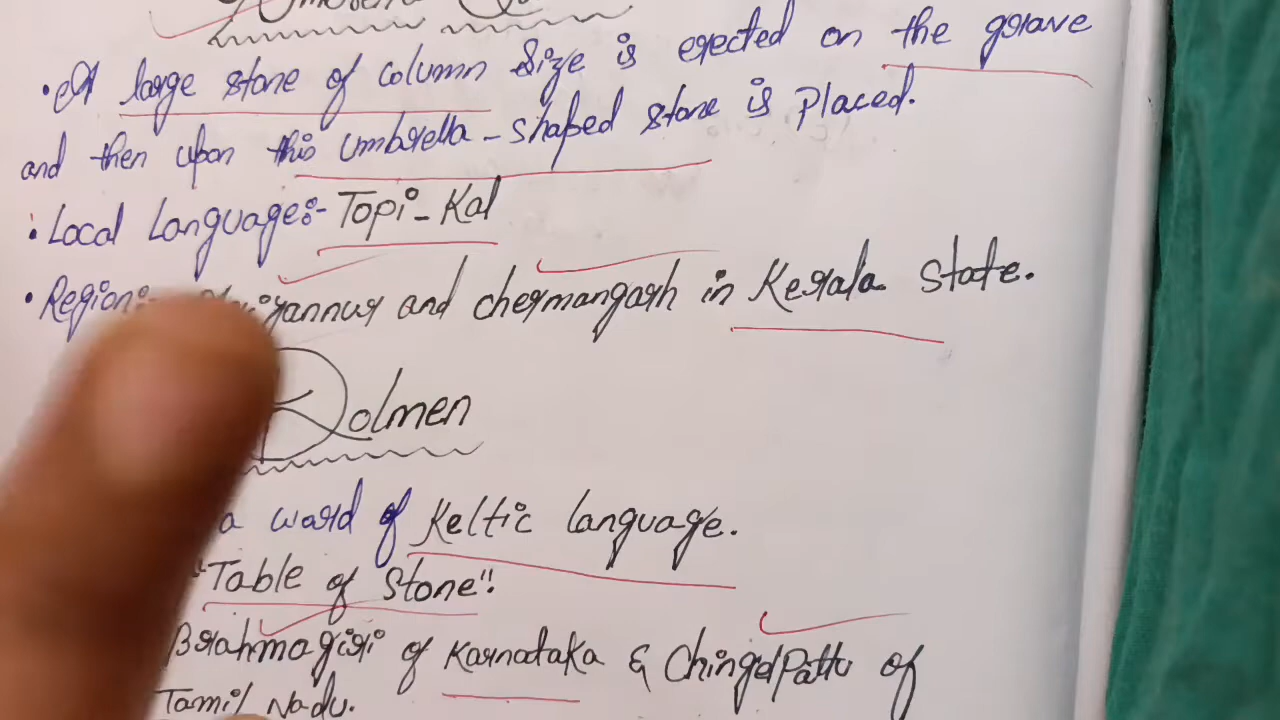 • A large stone of column size is erected on the grave
and then upon this umbrella-shaped stone is placed.
• Local Language:- Topi-Kal
• Region:- and chermangarh in Kerala State.
Dolmen
a word of Keltic language.
"Table of Stone".
Brahmagiri of Karnataka & Chingalpattu of
Tamil Nadu.